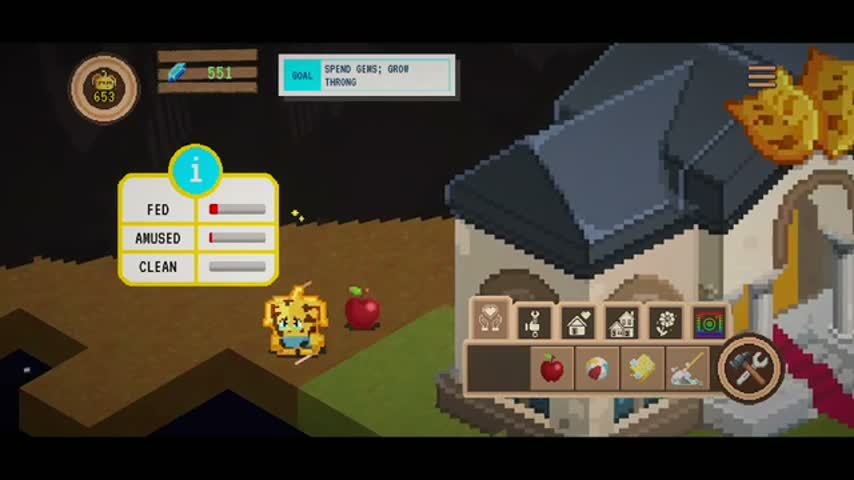 653
551
GOAL
SPEND GEMS; GROW
THRONG
i
FED
AMUSED
CLEAN